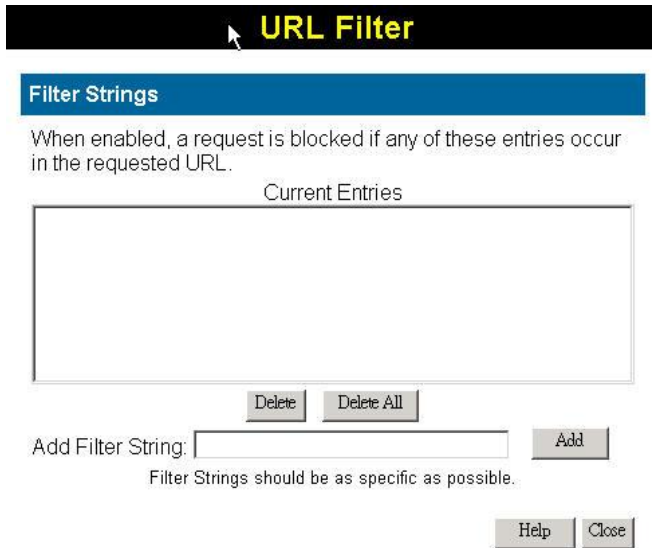 URL Filter
Filter Strings
When enabled, a request is blocked if any of these entries occur
in the requested URL.
Current Entries
Delete Delete All
Add Filter String: Add
Filter Strings should be as specific as possible.
Help Close